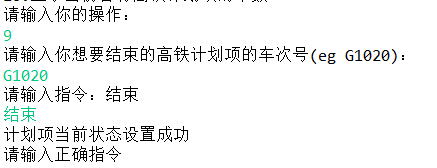 请输入你的操作：
9
请输入你想要结束的高铁计划项的车次号(eg G1020)：
G1020
请输入指令：结束
结束
计划项当前状态设置成功
请输入正确指令